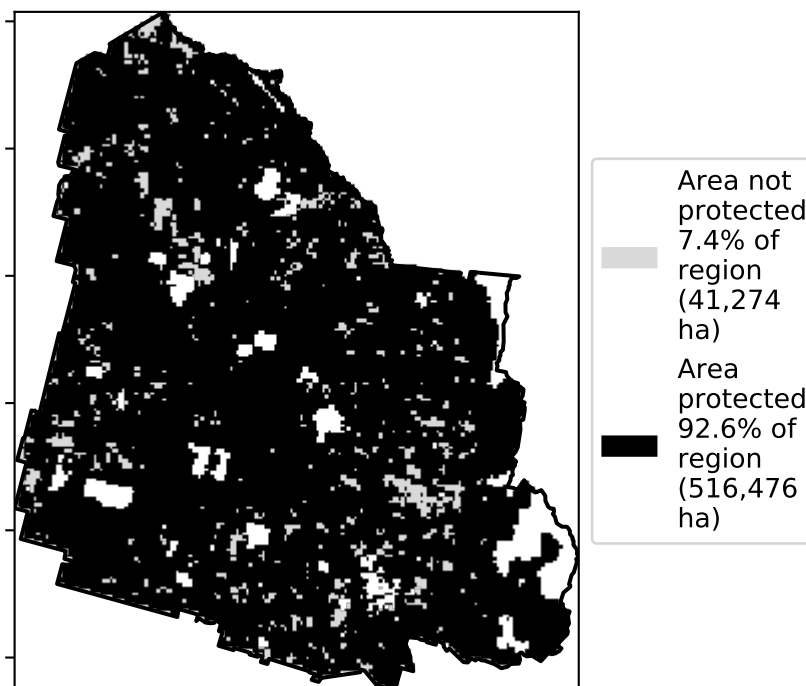 Area not
protected
7.4% of
region
(41,274
ha)
Area
protected
92.6% of
region
(516,476
ha)